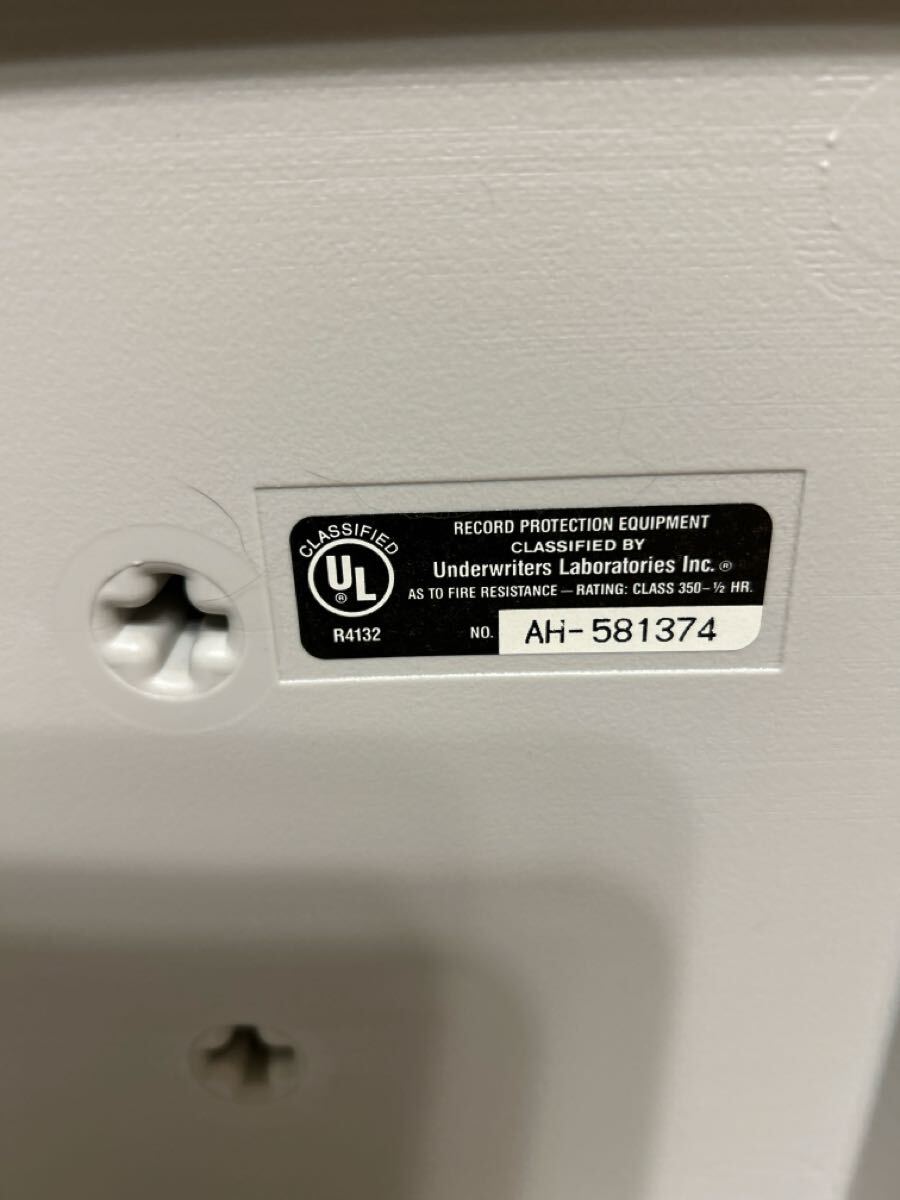 RECORD PROTECTION EQUIPMENT
CLASSIFIED BY
Underwriters Laboratories Inc. ®
AS TO FIRE RESISTANCE — RATING: CLASS 350–½ HR.
CLASSIFIED
UL
®
R4132
NO. AH-581374